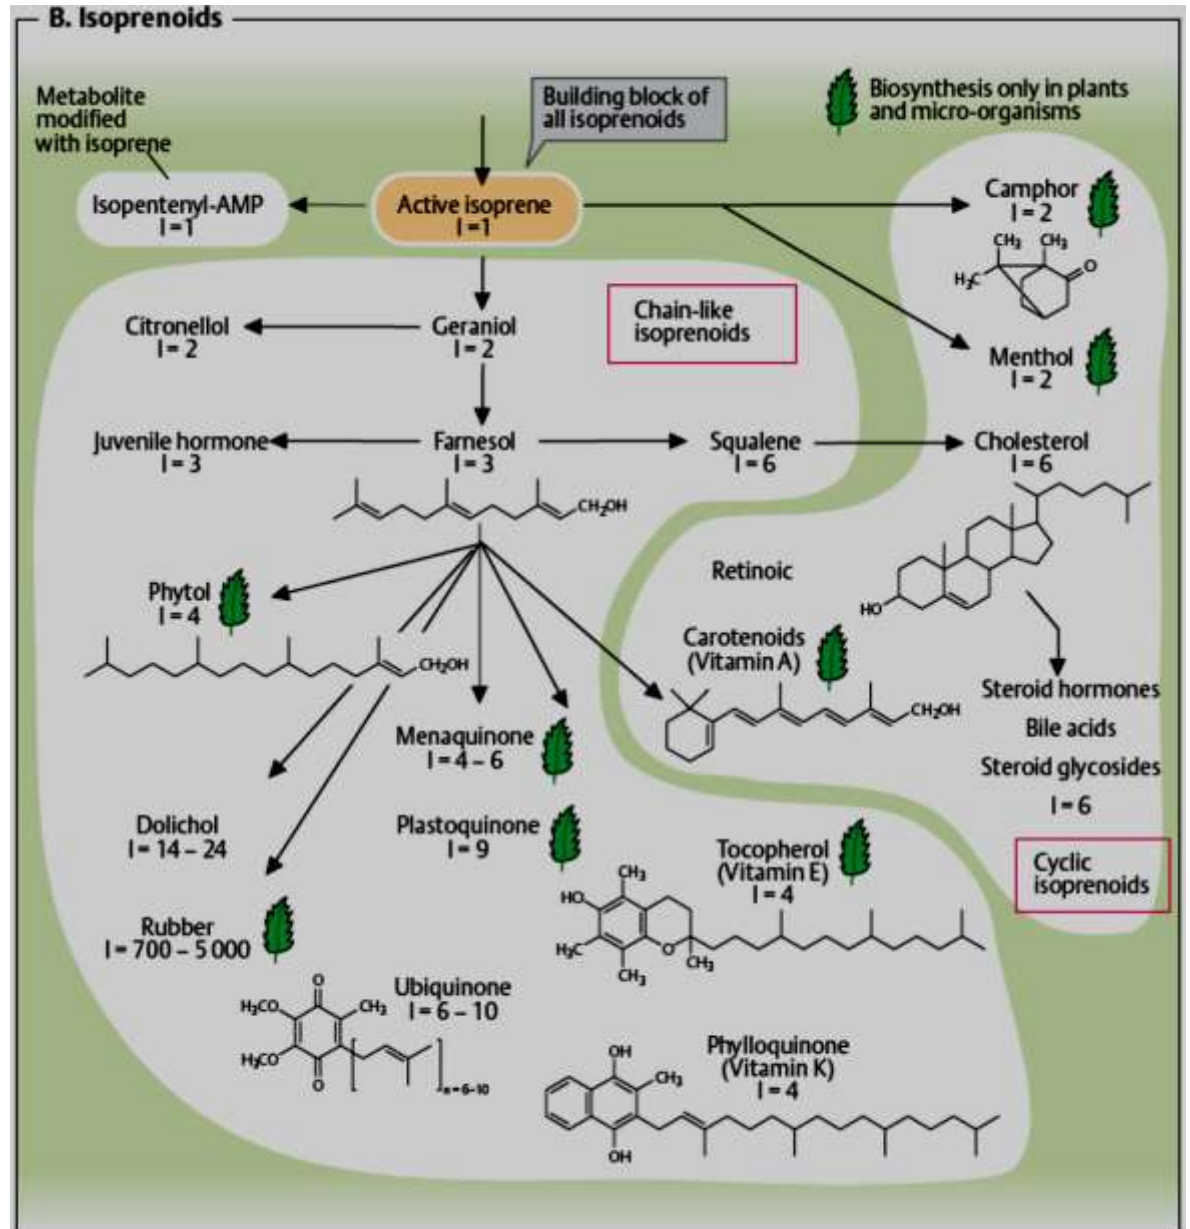 B. Isoprenoids
Metabolite
modified
with isoprene
Building block of
all isoprenoids
Biosynthesis only in plants
and micro-organisms
Isopentenyl-AMP
I=1
Active isoprene
I=1
Camphor
I=2
CH₃
CH₃
H₃C
O
Citronellol
I=2
Geraniol
I=2
Chain-like
isoprenoids
Menthol
I=2
Juvenile hormone
I=3
Farnesol
I=3
Squalene
I=6
Cholesterol
I=6
CH₂OH
HO
Retinoic
Phytol
I=4
CH₂OH
Carotenoids
(Vitamin A)
CH₂OH
Steroid hormones
Bile acids
Steroid glycosides
I=6
Menaquinone
I=4–6
Dolichol
I=14–24
Plastoquinone
I=9
Tocopherol
(Vitamin E)
I=4
Cyclic
isoprenoids
CH₃
HO
H₃C
O
CH₃
CH₃
Rubber
I=700–5000
Ubiquinone
I=6–10
O
H₃CO
CH₃
H₃CO
O
n=6–10
Phylloquinone
(Vitamin K)
I=4
OH
CH₃
OH